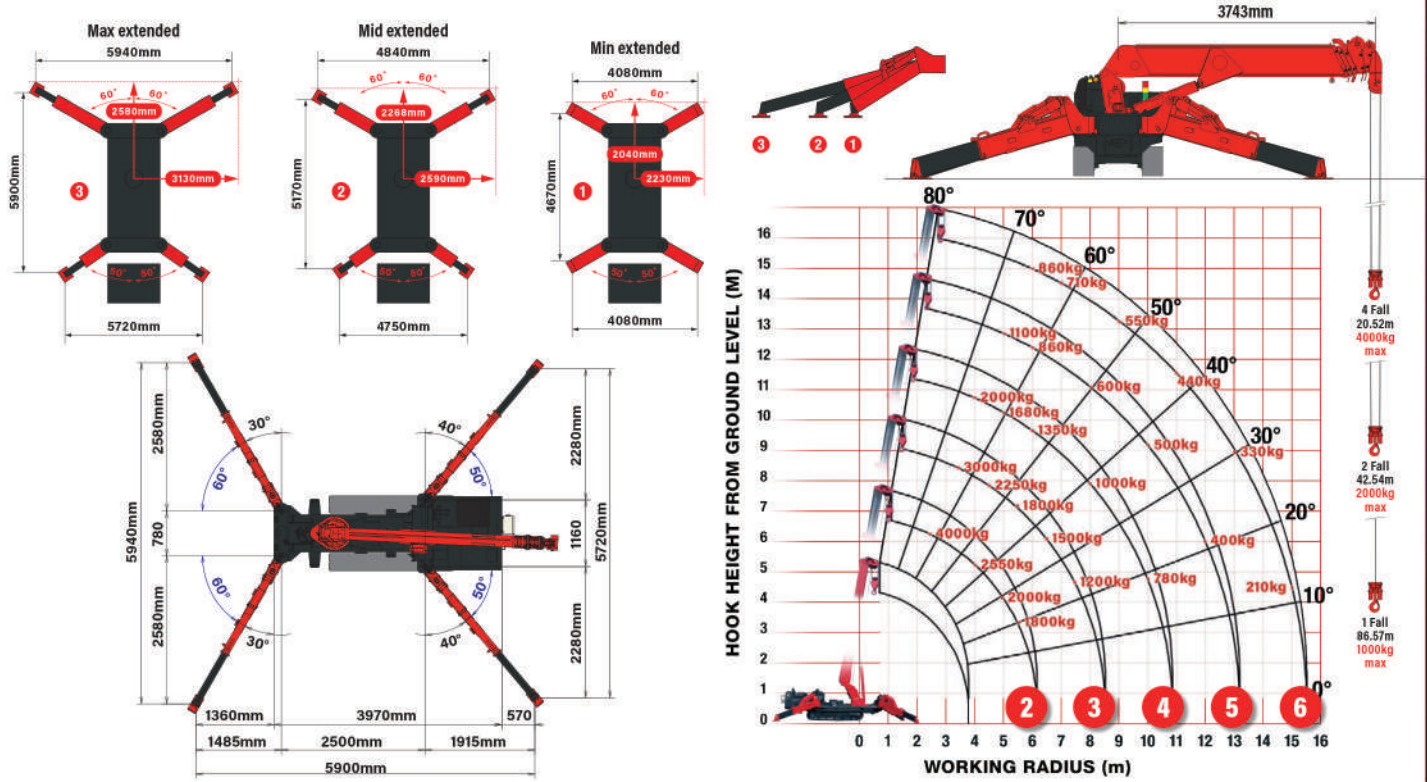 Max extended
5940mm
60°
60°
2580mm
3130mm
5900mm
3
50°
50°
5720mm
Mid extended
4840mm
60°
60°
2268mm
2590mm
5170mm
2
50°
50°
4750mm
Min extended
4080mm
60°
60°
2040mm
2230mm
4670mm
1
50°
50°
4080mm
3
2
1
3743mm
5940mm
2580mm
780
2580mm
30°
60°
60°
30°
40°
50°
50°
40°
2280mm
1160
2280mm
5720mm
1360mm
3970mm
570
1485mm
2500mm
1915mm
5900mm
HOOK HEIGHT FROM GROUND LEVEL (M)
16
15
14
13
12
11
10
9
8
7
6
5
4
3
2
1
0
80°
70°
60°
50°
40°
30°
20°
10°
0°
860kg
710kg
550kg
440kg
330kg
210kg
1100kg
860kg
600kg
500kg
400kg
2000kg
1680kg
1350kg
1000kg
780kg
3000kg
2250kg
1800kg
1500kg
1200kg
4000kg
2550kg
2000kg
1800kg
2
3
4
5
6
0 1 2 3 4 5 6 7 8 9 10 11 12 13 14 15 16
WORKING RADIUS (m)
4 Fall
20.52m
4000kg
max
2 Fall
42.54m
2000kg
max
1 Fall
86.57m
1000kg
max